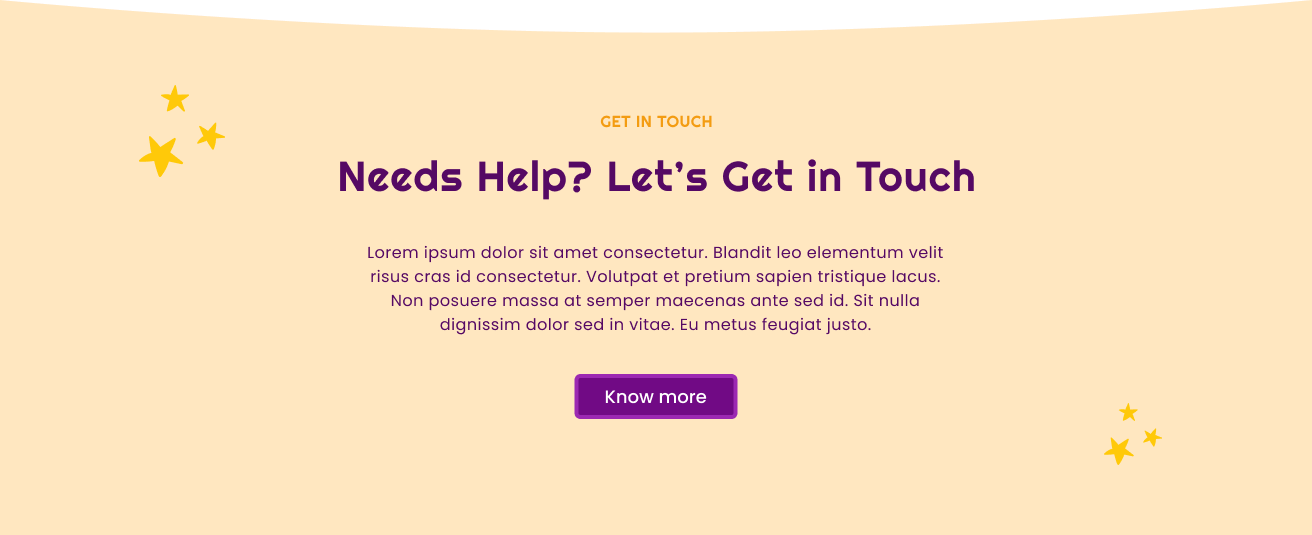 GET IN TOUCH
Needs Help? Let’s Get in Touch
Lorem ipsum dolor sit amet consectetur. Blandit leo elementum velit
risus cras id consectetur. Volutpat et pretium sapien tristique lacus.
Non posuere massa at semper maecenas ante sed id. Sit nulla
dignissim dolor sed in vitae. Eu metus feugiat justo.
Know more